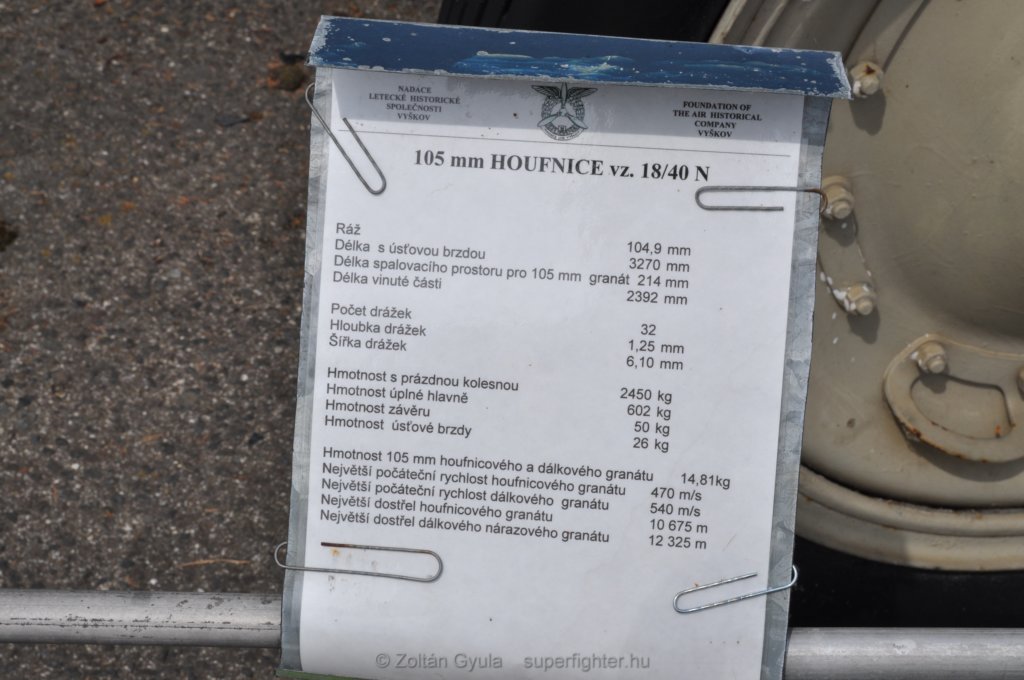 NADACE
LETECKÉ HISTORICKÉ
SPOLEČNOSTI
VYŠKOV
FOUNDATION OF
THE AIR HISTORICAL
COMPANY
VYŠKOV
105 mm HOUFNICE vz. 18/40 N
Ráž 104,9 mm
Délka s úsťovou brzdou 3270 mm
Délka spalovacího prostoru pro 105 mm granát 214 mm
Délka vinuté části 2392 mm
Počet drážek 32
Hloubka drážek 1,25 mm
Šířka drážek 6,10 mm
Hmotnost s prázdnou kolesnou 2450 kg
Hmotnost úplné hlavně 602 kg
Hmotnost závěru 50 kg
Hmotnost úsťové brzdy 26 kg
Hmotnost 105 mm houfnicového a dálkového granátu 14,81kg
Největší počáteční rychlost houfnicového granátu 470 m/s
Největší počáteční rychlost dálkového granátu 540 m/s
Největší dostřel houfnicového granátu 10 675 m
Největší dostřel dálkového nárazového granátu 12 325 m
© Zoltán Gyula superfighter.hu